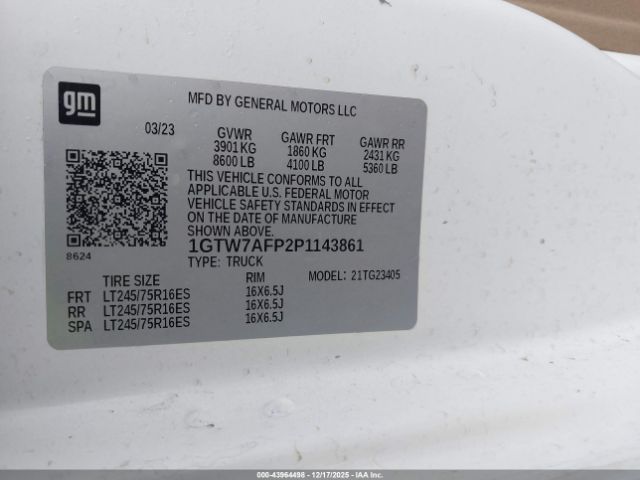 gm
MFD BY GENERAL MOTORS LLC
03/23 GVWR GAWR FRT GAWR RR
3901 KG 1860 KG 2431 KG
8600 LB 4100 LB 5360 LB
THIS VEHICLE CONFORMS TO ALL
APPLICABLE U.S. FEDERAL MOTOR
VEHICLE SAFETY STANDARDS IN EFFECT
ON THE DATE OF MANUFACTURE
SHOWN ABOVE.
8624 1GTW7AFP2P1143861
TYPE: TRUCK
TIRE SIZE RIM MODEL: 21TG23405
FRT LT245/75R16ES 16X6.5J
RR LT245/75R16ES 16X6.5J
SPA LT245/75R16ES 16X6.5J
000-43964498 - 12/17/2025 - IAA Inc.